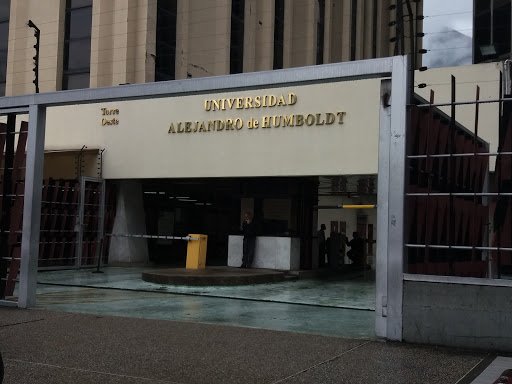 UNIVERSIDAD
ALEJANDRO de HUMBOLDT
Torre
Oeste